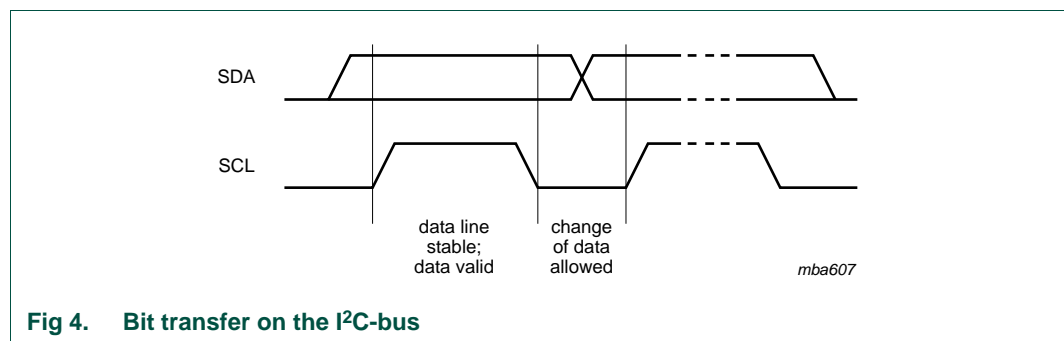 SDA
SCL
data line
stable;
data valid
change
of data
allowed
mba607
Fig 4. Bit transfer on the I²C-bus